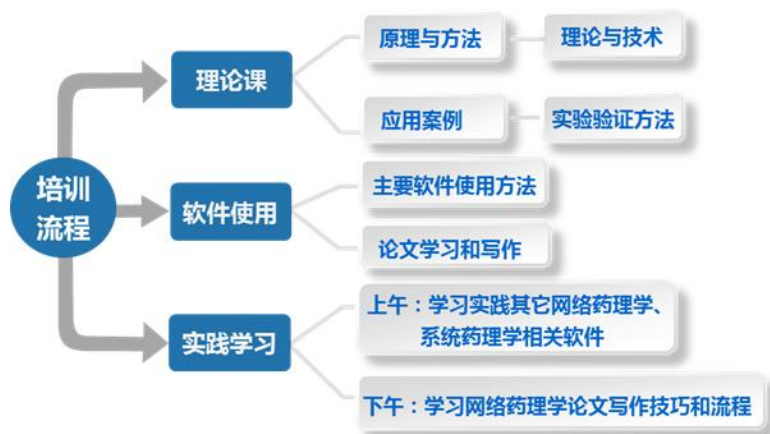 培训
流程
理论课
原理与方法
理论与技术
应用案例
实验验证方法
软件使用
主要软件使用方法
论文学习和写作
实践学习
上午：学习实践其它网络药理学、
系统药理学相关软件
下午：学习网络药理学论文写作技巧和流程